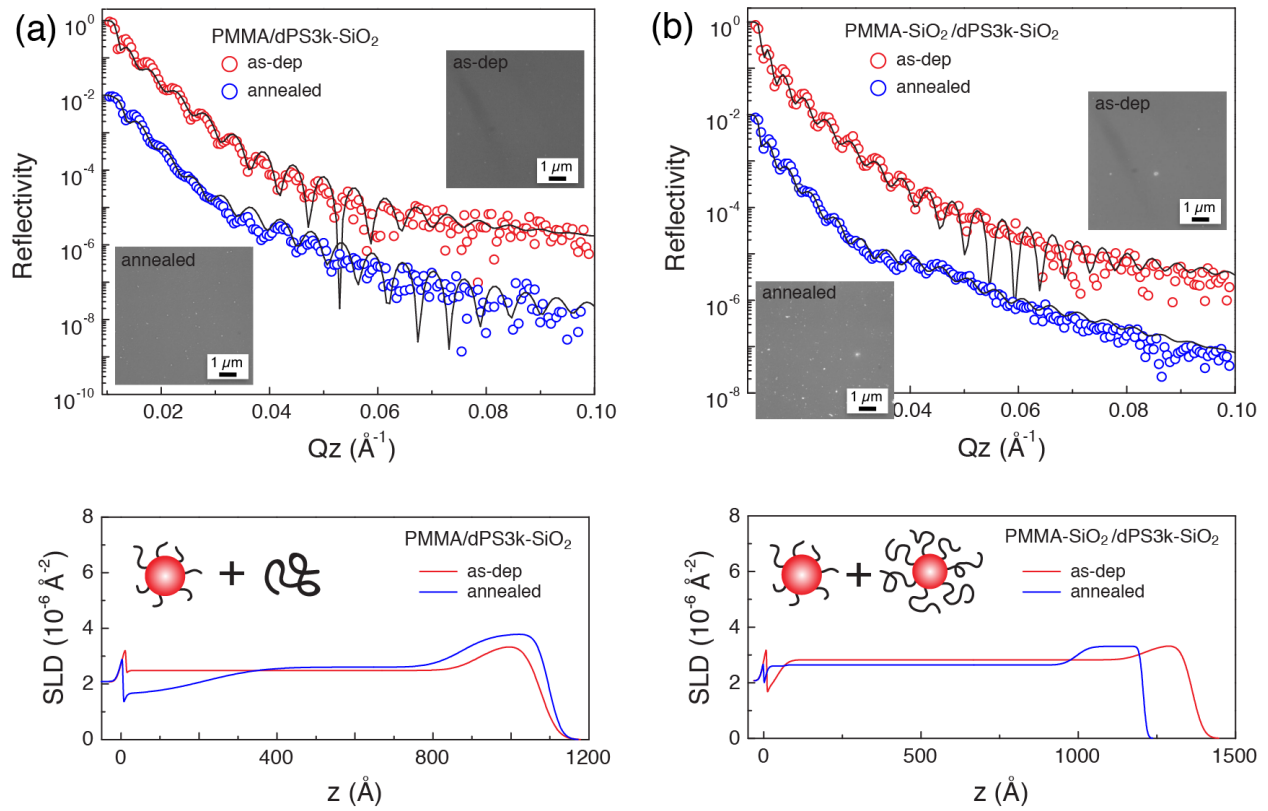 (a)
PMMA/dPS3k-SiO₂
as-dep
annealed
as-dep
1 µm
annealed
1 µm
Reflectivity
10⁰
10⁻²
10⁻⁴
10⁻⁶
10⁻⁸
10⁻¹⁰
0.02 0.04 0.06 0.08 0.10
Qz (Å⁻¹)
(b)
PMMA-SiO₂/dPS3k-SiO₂
as-dep
annealed
as-dep
1 µm
annealed
1 µm
Reflectivity
10⁰
10⁻²
10⁻⁴
10⁻⁶
10⁻⁸
0.04 0.06 0.08 0.10
Qz (Å⁻¹)
PMMA/dPS3k-SiO₂
as-dep
annealed
+
SLD (10⁻⁶ Å⁻²)
8
6
4
2
0
0 400 800 1200
z (Å)
PMMA-SiO₂/dPS3k-SiO₂
as-dep
annealed
+
SLD (10⁻⁶ Å⁻²)
8
6
4
2
0
0 500 1000 1500
z (Å)